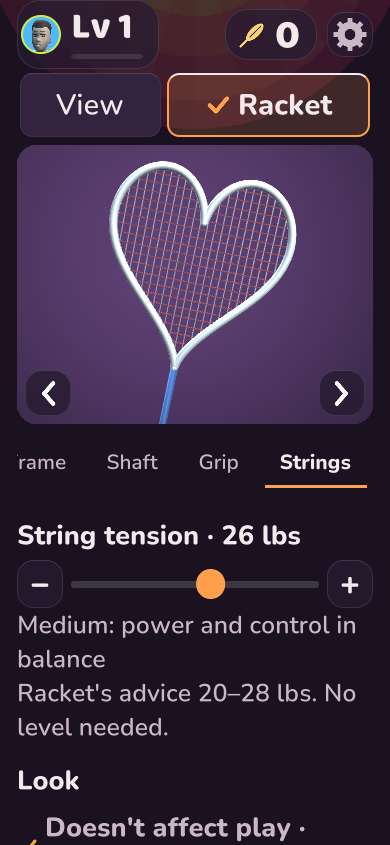 Lv 1
0
View
Racket
rame
Shaft
Grip
Strings
String tension · 26 lbs
Medium: power and control in
balance
Racket's advice 20–28 lbs. No
level needed.
Look
Doesn't affect play ·